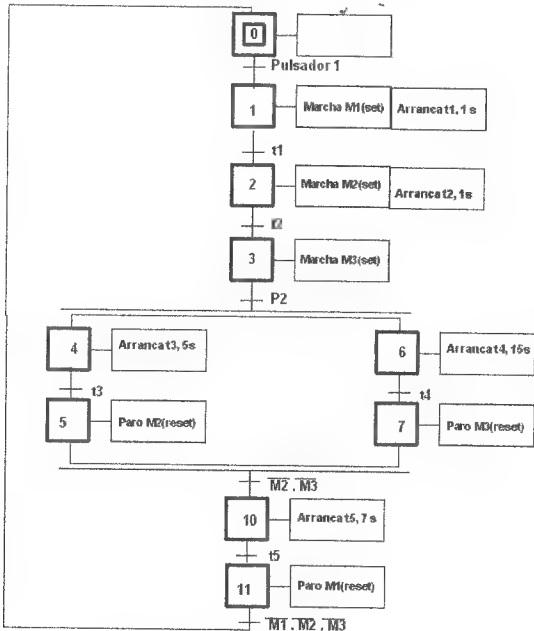 0
Pulsador 1
1
Marcha M1(set)
Arranca t1, 1 s
t1
2
Marcha M2(set)
Arranca t2, 1s
t2
3
Marcha M3(set)
P2
4
Arranca t3, 5s
6
Arranca t4, 15s
t3
t4
5
Paro M2(reset)
7
Paro M3(reset)
M2 . M3
10
Arranca t5, 7 s
t5
11
Paro M1(reset)
M1 . M2 . M3